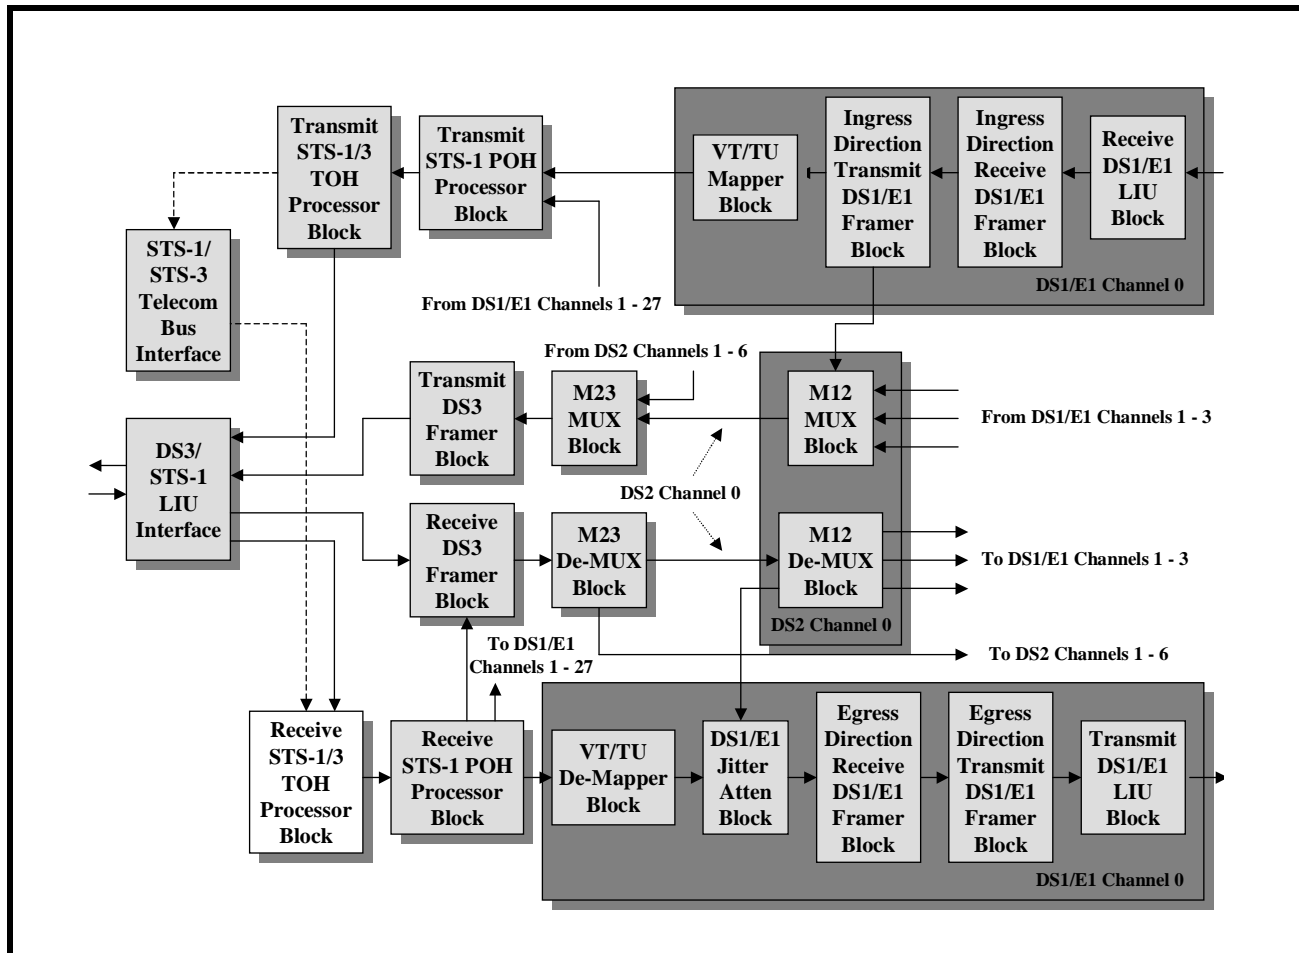 Transmit
STS-1/3
TOH
Processor
Block
Transmit
STS-1 POH
Processor
Block
VT/TU
Mapper
Block
Ingress
Direction
Transmit
DS1/E1
Framer
Block
Ingress
Direction
Receive
DS1/E1
Framer
Block
Receive
DS1/E1
LIU
Block
DS1/E1 Channel 0
STS-1/
STS-3
Telecom
Bus
Interface
From DS1/E1 Channels 1 - 27
From DS2 Channels 1 - 6
Transmit
DS3
Framer
Block
M23
MUX
Block
M12
MUX
Block
From DS1/E1 Channels 1 - 3
DS3/
STS-1
LIU
Interface
DS2 Channel 0
Receive
DS3
Framer
Block
M23
De-MUX
Block
M12
De-MUX
Block
To DS1/E1 Channels 1 - 3
DS2 Channel 0
To DS1/E1
Channels 1 - 27
To DS2 Channels 1 - 6
Receive
STS-1/3
TOH
Processor
Block
Receive
STS-1 POH
Processor
Block
VT/TU
De-Mapper
Block
DS1/E1
Jitter
Atten
Block
Egress
Direction
Receive
DS1/E1
Framer
Block
Egress
Direction
Transmit
DS1/E1
Framer
Block
Transmit
DS1/E1
LIU
Block
DS1/E1 Channel 0